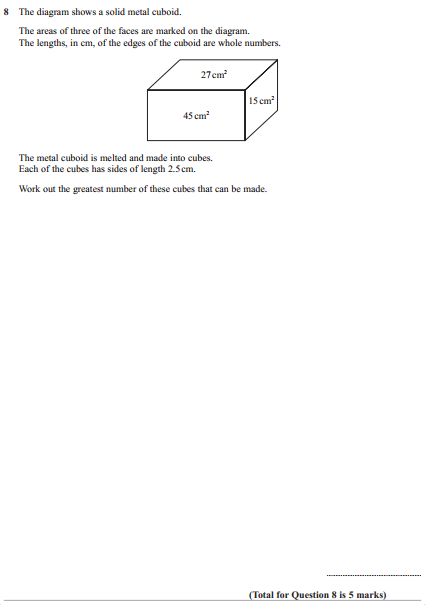 8 The diagram shows a solid metal cuboid.
The areas of three of the faces are marked on the diagram.
The lengths, in cm, of the edges of the cuboid are whole numbers.
27 cm²
15 cm²
45 cm²
The metal cuboid is melted and made into cubes.
Each of the cubes has sides of length 2.5 cm.
Work out the greatest number of these cubes that can be made.
(Total for Question 8 is 5 marks)